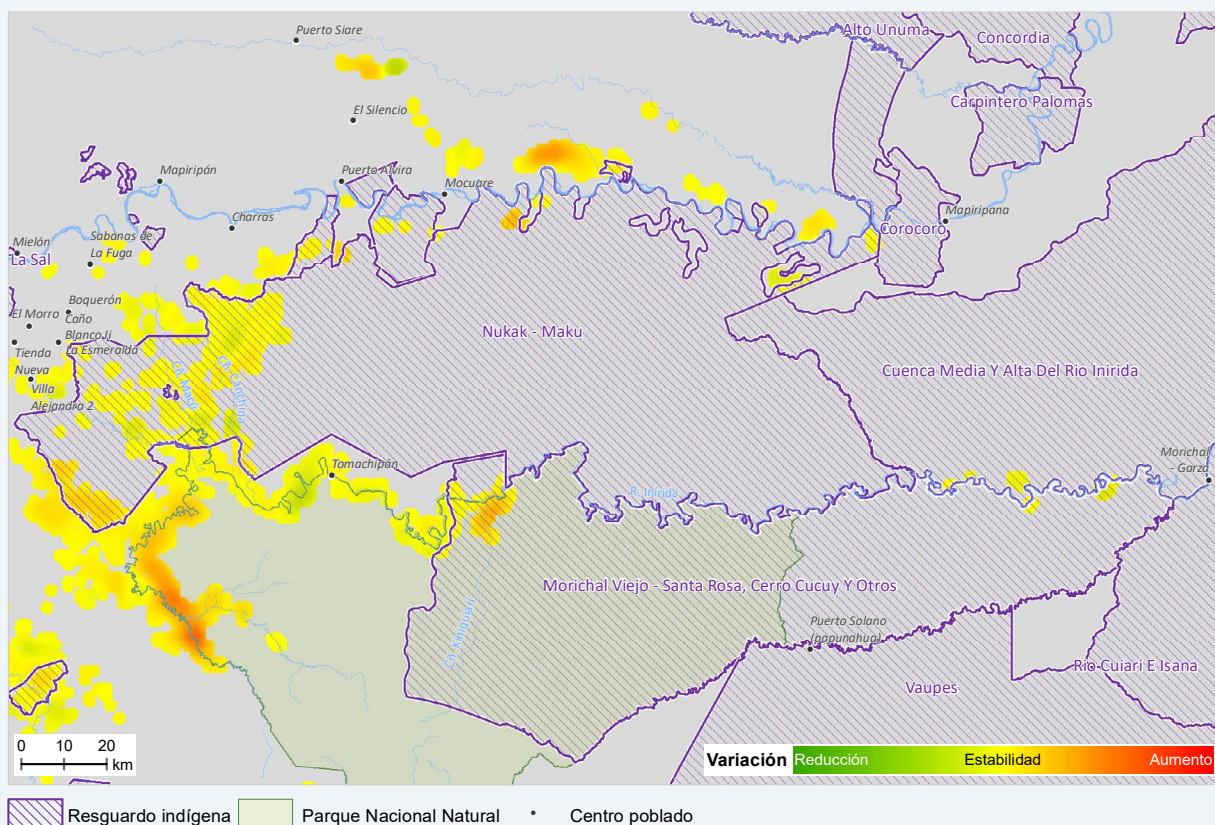 Puerto Siare
Alto Unuma
Concordia
Carpintero Palomas
El Silencio
Mapiripán
Puerto Alvira
Mocuare
Charras
Mapiripana
Corocoro
Mielón
La Sal
Sabanas de
La Fuga
Boquerón
El Morro
Caño
Blanco Ji
La Esmeralda
Tienda
Nueva
Villa
Alejandra 2
Cñ. Macú
Cñ. Canchina
Nukak - Maku
Cuenca Media Y Alta Del Rio Inirida
Tomachipán
R. Inirida
Morichal
- Garza
Morichal Viejo - Santa Rosa, Cerro Cucuy Y Otros
Puerto Solano
(papunahua)
Rio Cuiari E Isana
Vaupes
0 10 20
km
Variación Reducción Estabilidad Aumento
Resguardo indígena Parque Nacional Natural Centro poblado